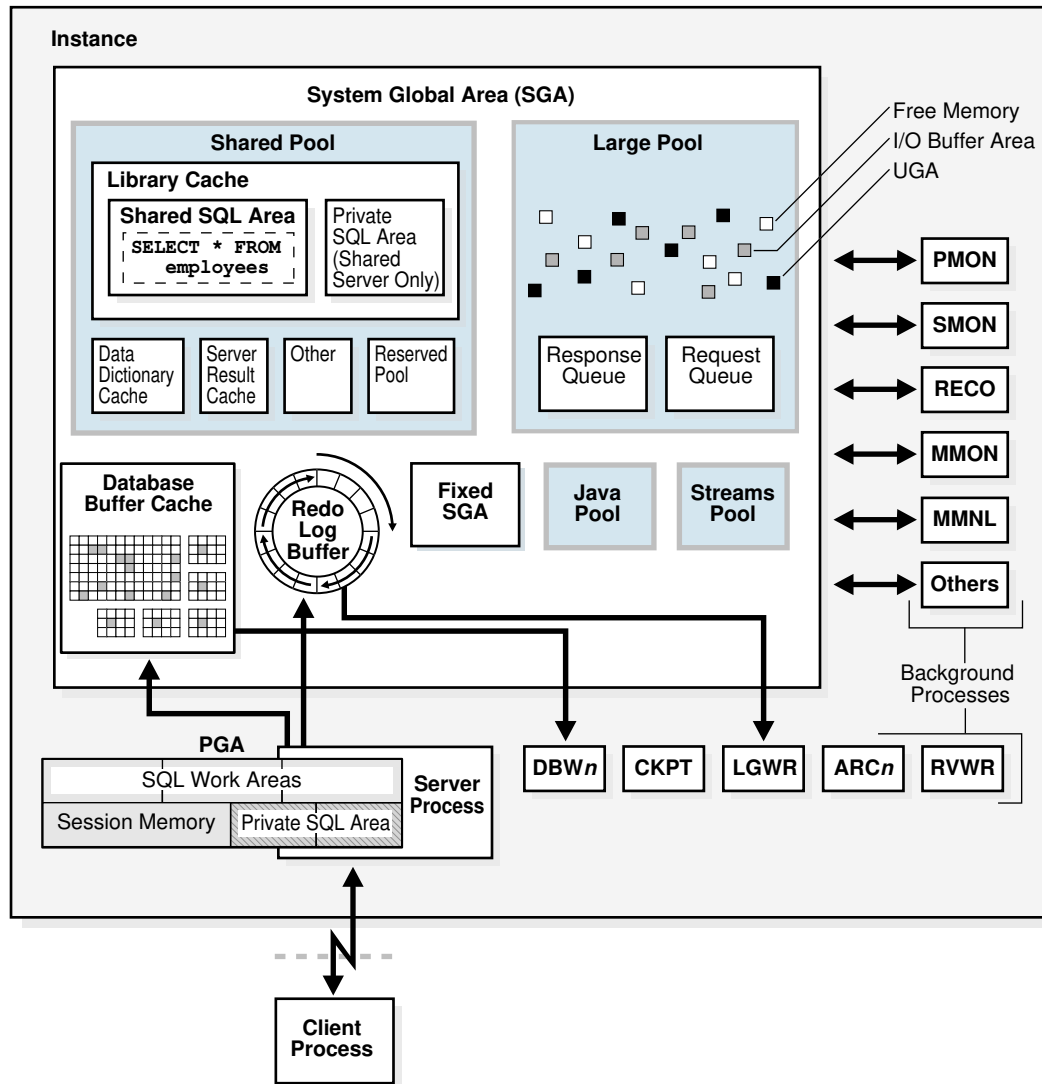 Instance
System Global Area (SGA)
Shared Pool
Library Cache
Shared SQL Area
SELECT * FROM
employees
Private
SQL Area
(Shared
Server Only)
Data
Dictionary
Cache
Server
Result
Cache
Other
Reserved
Pool
Large Pool
Response
Queue
Request
Queue
Free Memory
I/O Buffer Area
UGA
Database
Buffer Cache
Redo
Log
Buffer
Fixed
SGA
Java
Pool
Streams
Pool
PMON
SMON
RECO
MMON
MMNL
Others
Background
Processes
PGA
SQL Work Areas
Session Memory
Private SQL Area
Server
Process
DBWn
CKPT
LGWR
ARCn
RVWR
Client
Process